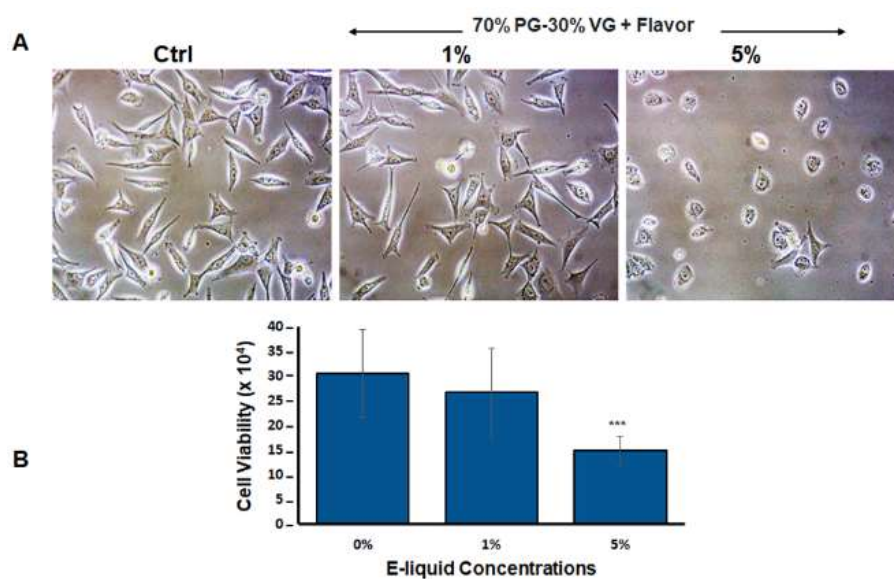 70% PG-30% VG + Flavor
A
Ctrl
1%
5%
B
Cell Viability (x 10⁴)
40
35
30
25
20
15
10
5
0
***
0%
1%
5%
E-liquid Concentrations